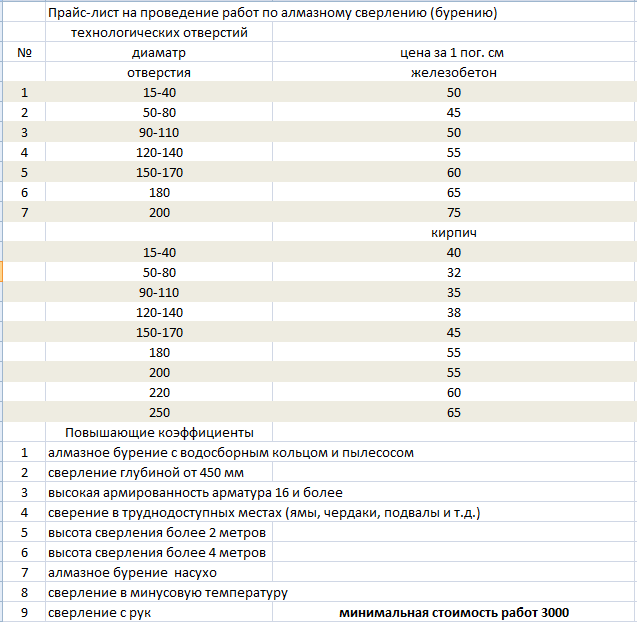 Прайс-лист на проведение работ по алмазному сверлению (бурению)
технологических отверстий
№ диаматр цена за 1 пог. см
отверстия железобетон
1 15-40 50
2 50-80 45
3 90-110 50
4 120-140 55
5 150-170 60
6 180 65
7 200 75
кирпич
15-40 40
50-80 32
90-110 35
120-140 38
150-170 45
180 55
200 55
220 60
250 65
Повышающие коэффициенты
1 алмазное бурение с водосборным кольцом и пылесосом
2 сверление глубиной от 450 мм
3 высокая армированность арматура 16 и более
4 сверение в труднодоступных местах (ямы, чердаки, подвалы и т.д.)
5 высота сверления более 2 метров
6 высота сверления более 4 метров
7 алмазное бурение насухо
8 сверление в минусовую температуру
9 сверление с рук минимальная стоимость работ 3000